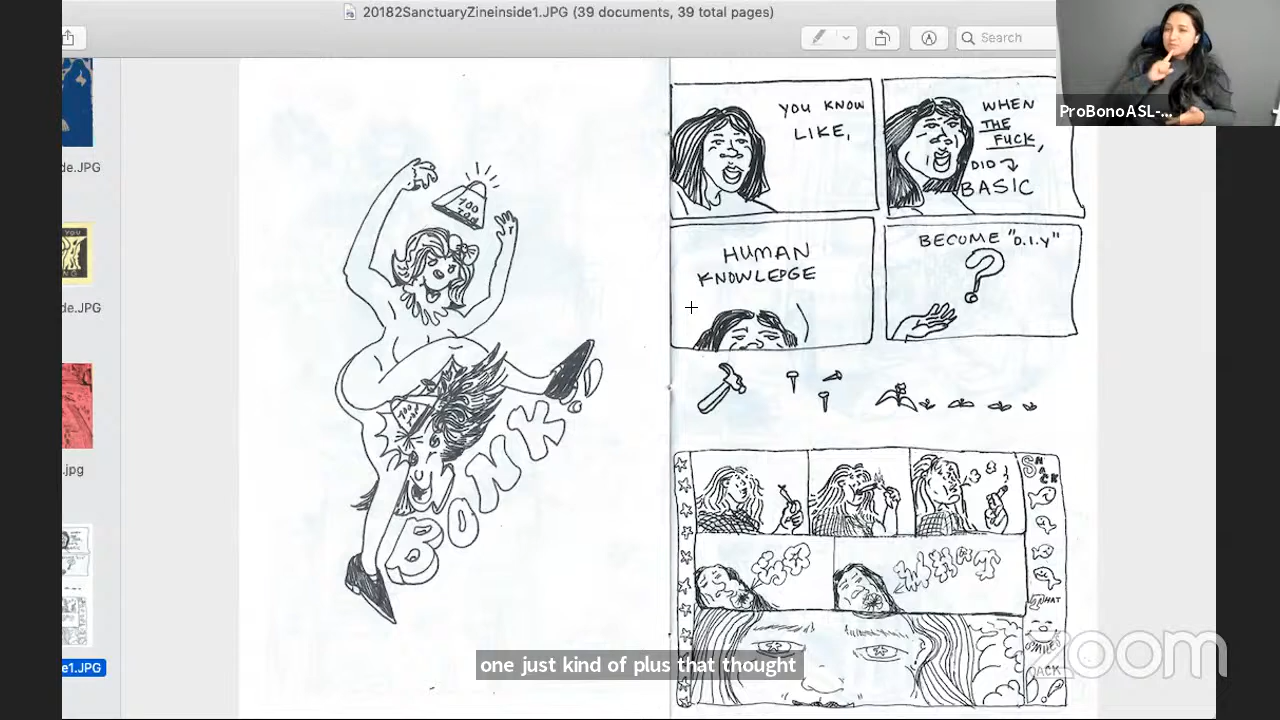 20182SanctuaryZineinside1.JPG (39 documents, 39 total pages)
Search
ProBonoASL-...
de.JPG
de.JPG
.jpg
e1.JPG
YOU KNOW
LIKE,
WHEN
THE
FUCK,
DID
BASIC
HUMAN
KNOWLEDGE
BECOME "D.I.Y"
?
100
TON
BONK!!
SNACK
WHAT
one just kind of plus that thought
zoom